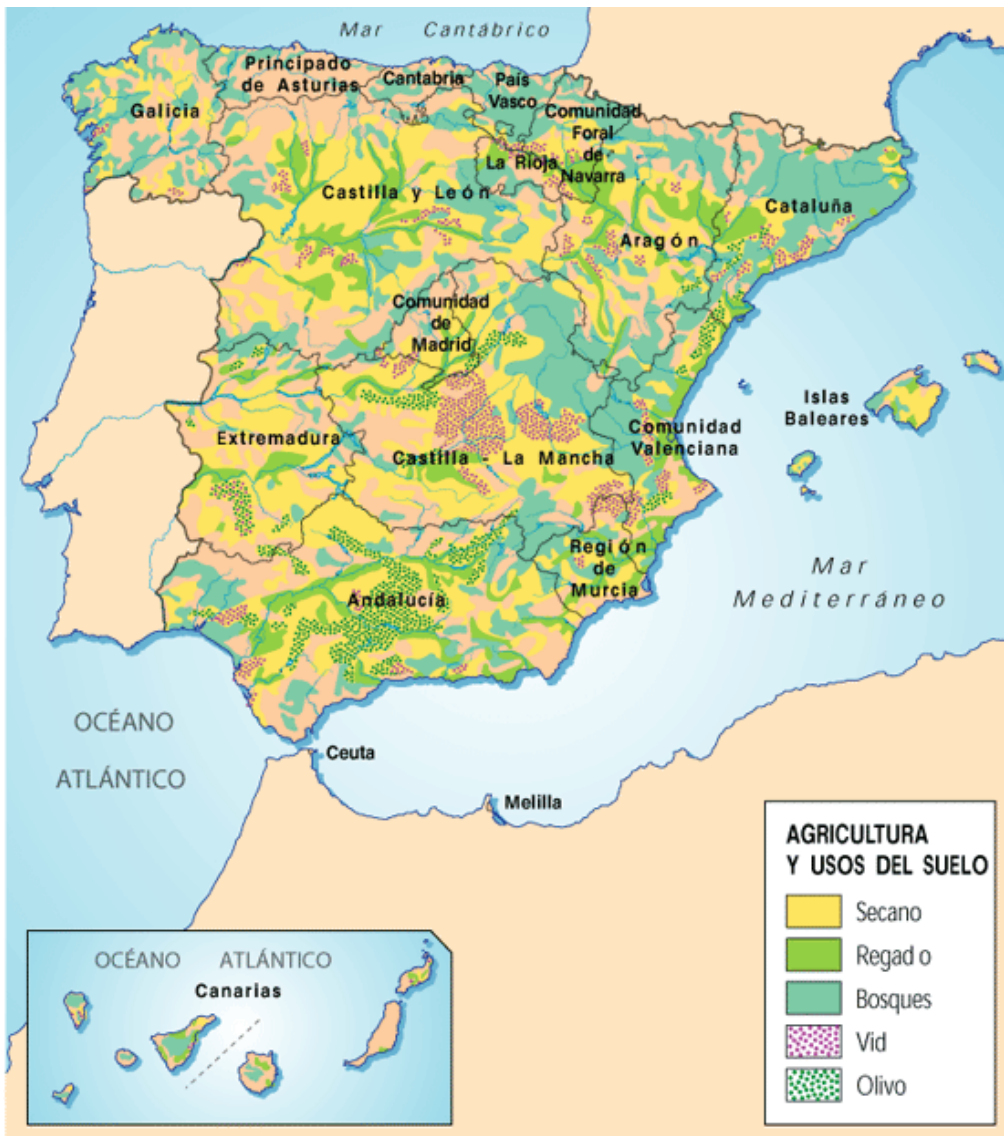 Mar Cantábrico
Principado
de Asturias
Cantabria
País
Vasco
Galicia
Comunidad
Foral
de
Navarra
La Rioja
Castilla y León
Cataluña
Aragón
Comunidad
de
Madrid
Islas
Baleares
Extremadura
Comunidad
Valenciana
Castilla - La Mancha
Región
de
Murcia
Mar
Mediterráneo
Andalucía
OCÉANO
ATLÁNTICO
Ceuta
Melilla
AGRICULTURA
Y USOS DEL SUELO
Secano
Regad o
Bosques
Vid
Olivo
OCÉANO ATLÁNTICO
Canarias